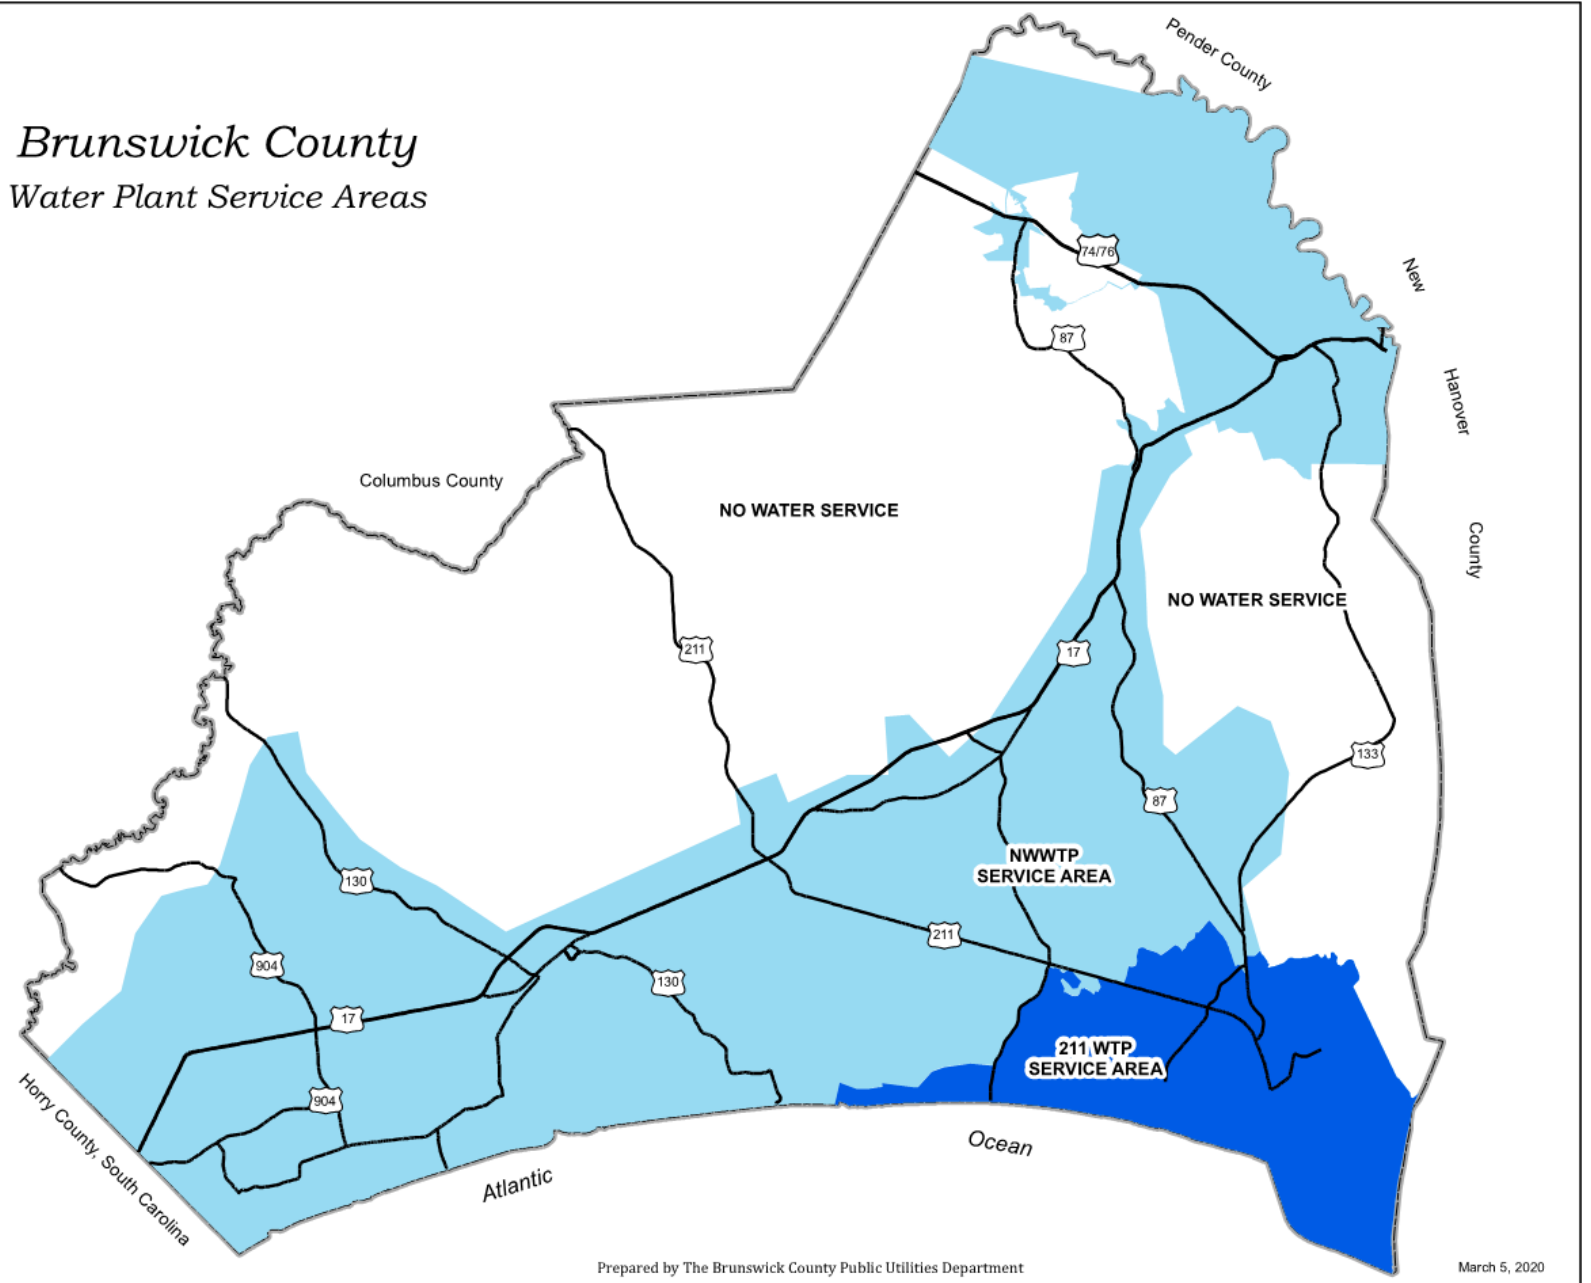 Brunswick County
Water Plant Service Areas
Pender County
New
Hanover
County
74/76
87
Columbus County
NO WATER SERVICE
NO WATER SERVICE
211
17
133
87
NWWTP
SERVICE AREA
130
211
904
130
17
211 WTP
SERVICE AREA
904
Horry County, South Carolina
Atlantic
Ocean
Prepared by The Brunswick County Public Utilities Department
March 5, 2020